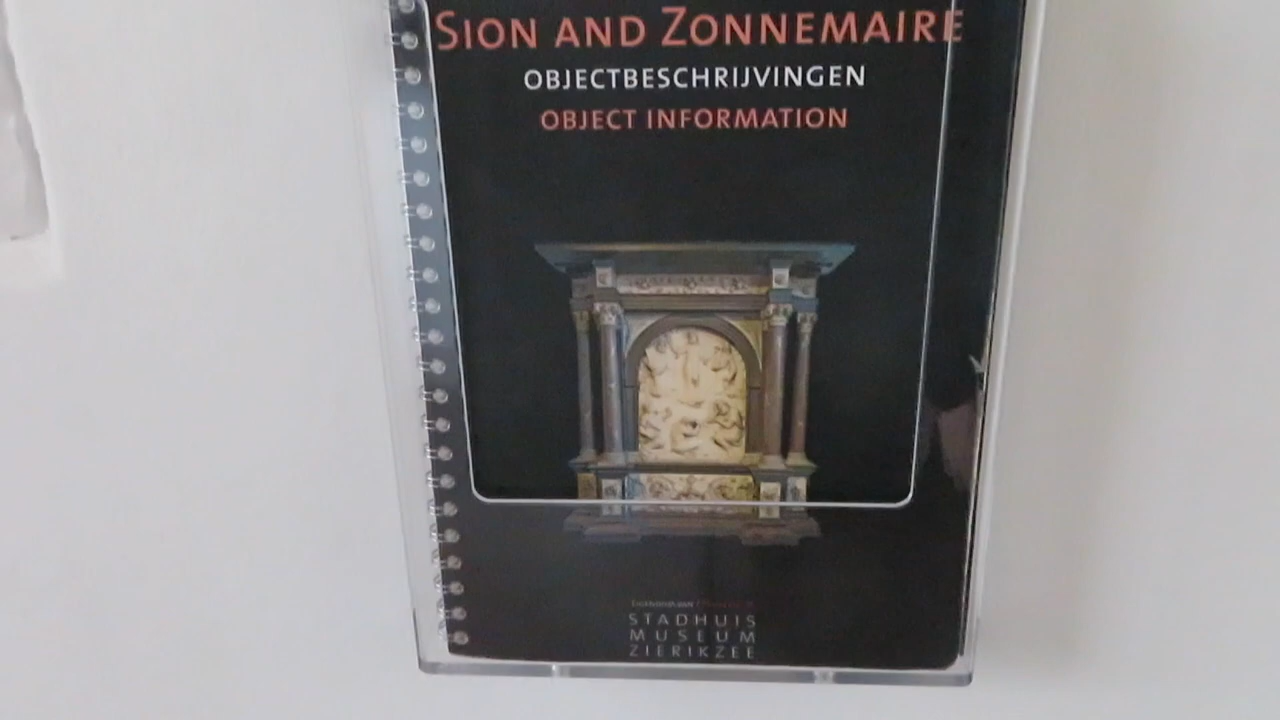 SION AND ZONNEMAIRE
OBJECTBESCHRIJVINGEN
OBJECT INFORMATION
STADHUIS
MUSEUM
ZIERIKZEE